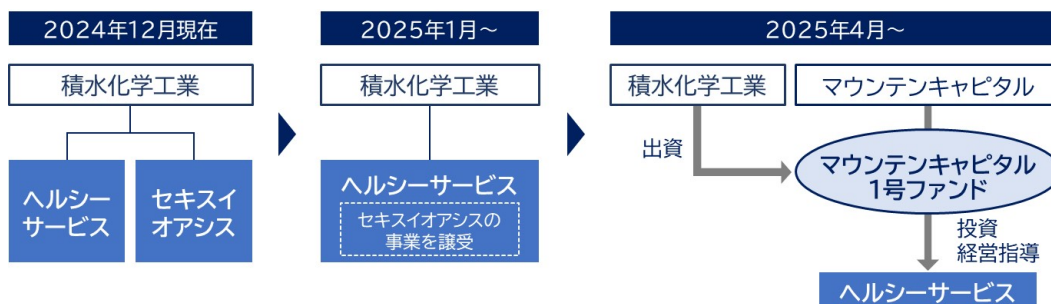 2024年12月現在
積水化学工業
ヘルシー
サービス
セキスイ
オアシス
2025年1月～
積水化学工業
ヘルシーサービス
セキスイオアシスの
事業を譲受
2025年4月～
積水化学工業
マウンテンキャピタル
出資
マウンテンキャピタル
1号ファンド
投資
経営指導
ヘルシーサービス